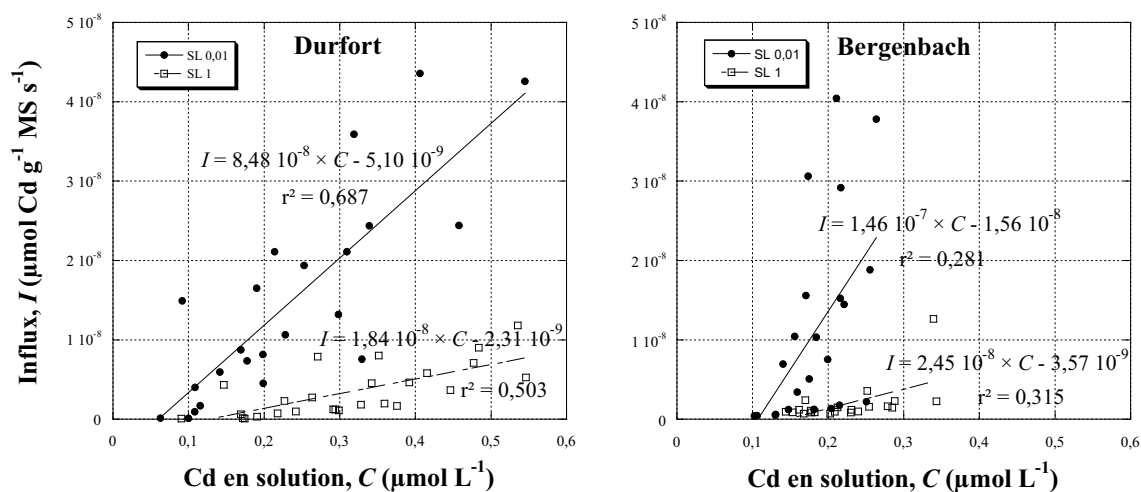 5 10-8
4 10-8
3 10-8
2 10-8
1 10-8
0
Influx, I (µmol Cd g-1 MS s-1)
SL 0,01
SL 1
Durfort
I = 8,48 10-8 × C - 5,10 10-9
r² = 0,687
I = 1,84 10-8 × C - 2,31 10-9
r² = 0,503
0 0,1 0,2 0,3 0,4 0,5 0,6
Cd en solution, C (µmol L-1)
5 10-8
4 10-8
3 10-8
2 10-8
1 10-8
0
SL 0,01
SL 1
Bergenbach
I = 1,46 10-7 × C - 1,56 10-8
r² = 0,281
I = 2,45 10-8 × C - 3,57 10-9
r² = 0,315
0 0,1 0,2 0,3 0,4 0,5 0,6
Cd en solution, C (µmol L-1)